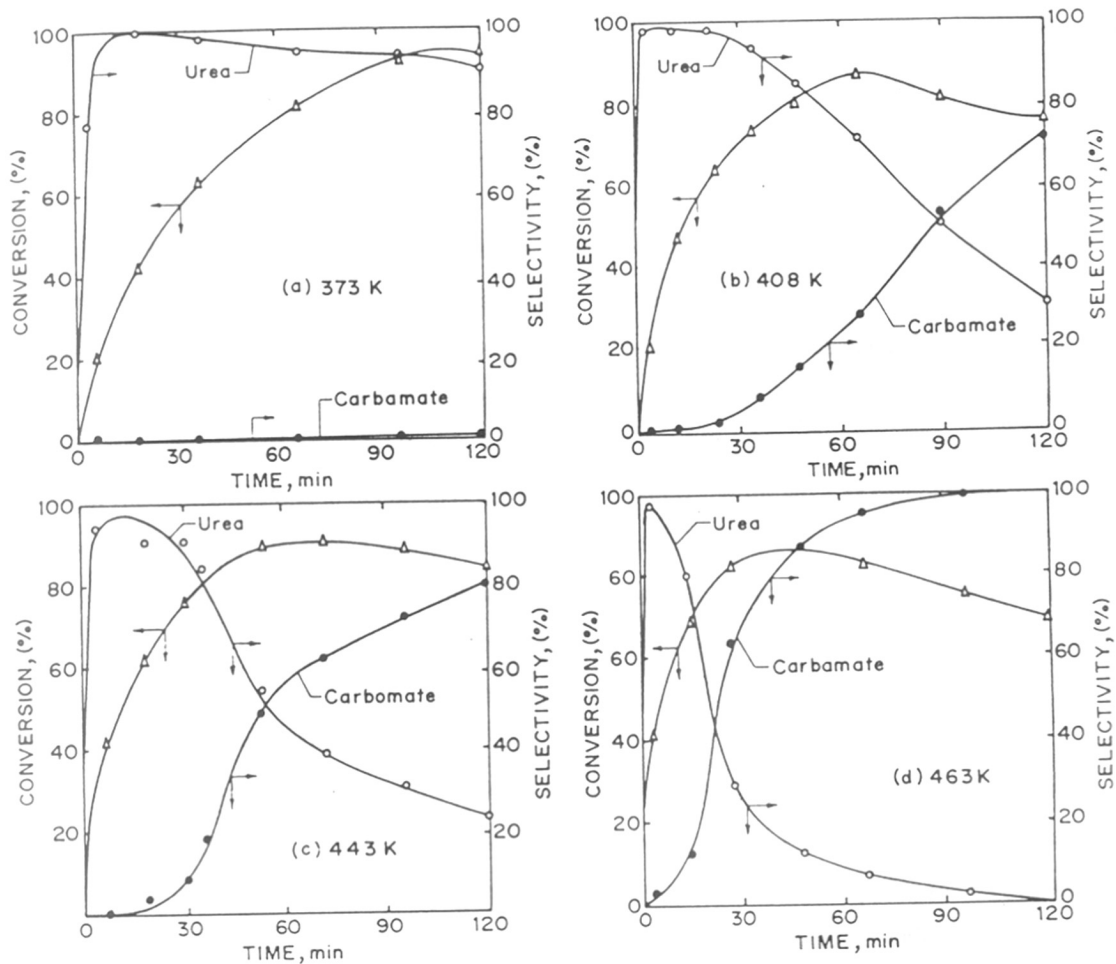 CONVERSION, (%)
100
80
60
40
20
0
Urea
(a) 373 K
Carbamate
0
30
60
90
120
TIME, min
100
80
60
40
20
0
SELECTIVITY, (%)
CONVERSION, (%)
100
80
60
40
20
0
Urea
(b) 408 K
Carbamate
0
30
60
90
120
TIME, min
100
80
60
40
20
0
SELECTIVITY, (%)
CONVERSION, (%)
100
80
60
40
20
Urea
Carbomate
(c) 443 K
0
30
60
90
120
TIME, min
100
80
60
40
20
0
SELECTIVITY, (%)
CONVERSION, (%)
100
80
60
40
20
0
Urea
Carbamate
(d) 463K
0
30
60
90
120
TIME, min
100
80
60
40
20
0
SELECTIVITY, (%)